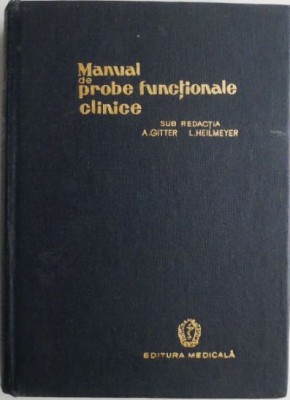 Manual
de
probe funcționale
clinice
SUB REDACȚIA
A.GITTER L.HEILMEYER
EDITURA MEDICALĂ